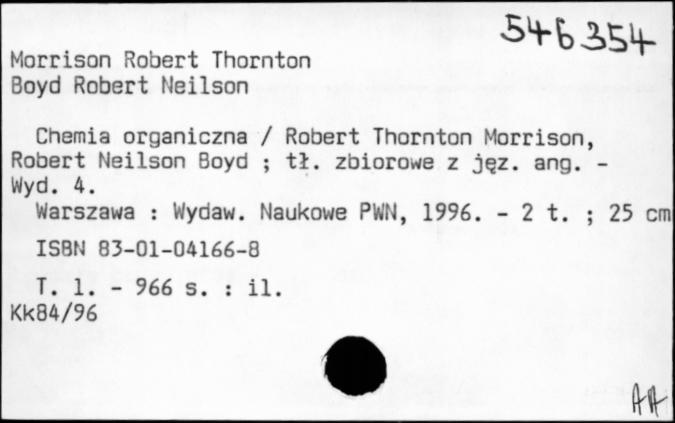 546354
Morrison Robert Thornton
Boyd Robert Neilson
Chemia organiczna / Robert Thornton Morrison,
Robert Neilson Boyd ; tł. zbiorowe z jęz. ang. -
Wyd. 4.
Warszawa : Wydaw. Naukowe PWN, 1996. - 2 t. ; 25 cm
ISBN 83-01-04166-8
T. 1. - 966 s. : il.
Kk84/96
AA